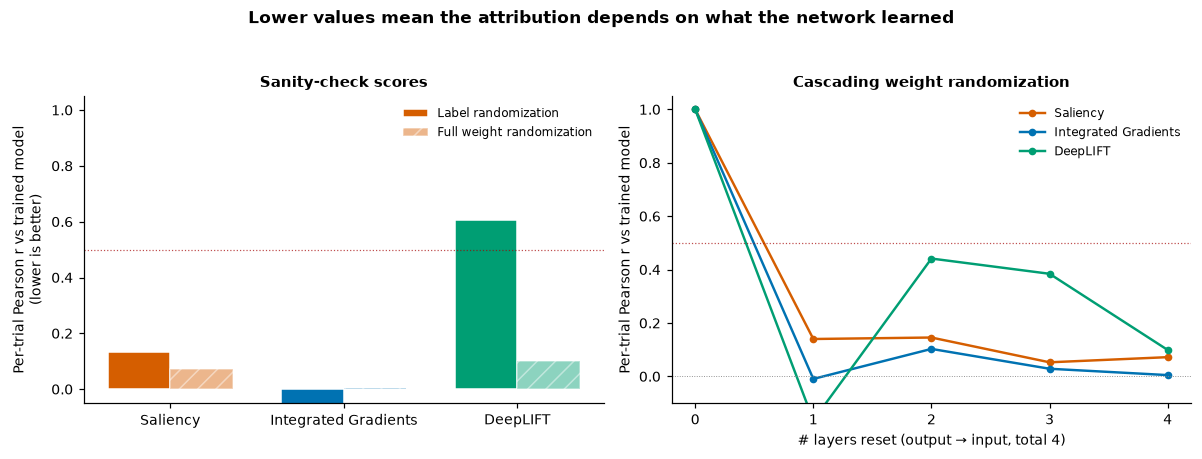 Lower values mean the attribution depends on what the network learned
Sanity-check scores
Per-trial Pearson r vs trained model
(lower is better)
1.0
0.8
0.6
0.4
0.2
0.0
Label randomization
Full weight randomization
Saliency
Integrated Gradients
DeepLIFT
Cascading weight randomization
Per-trial Pearson r vs trained model
1.0
0.8
0.6
0.4
0.2
0.0
Saliency
Integrated Gradients
DeepLIFT
0
1
2
3
4
# layers reset (output → input, total 4)